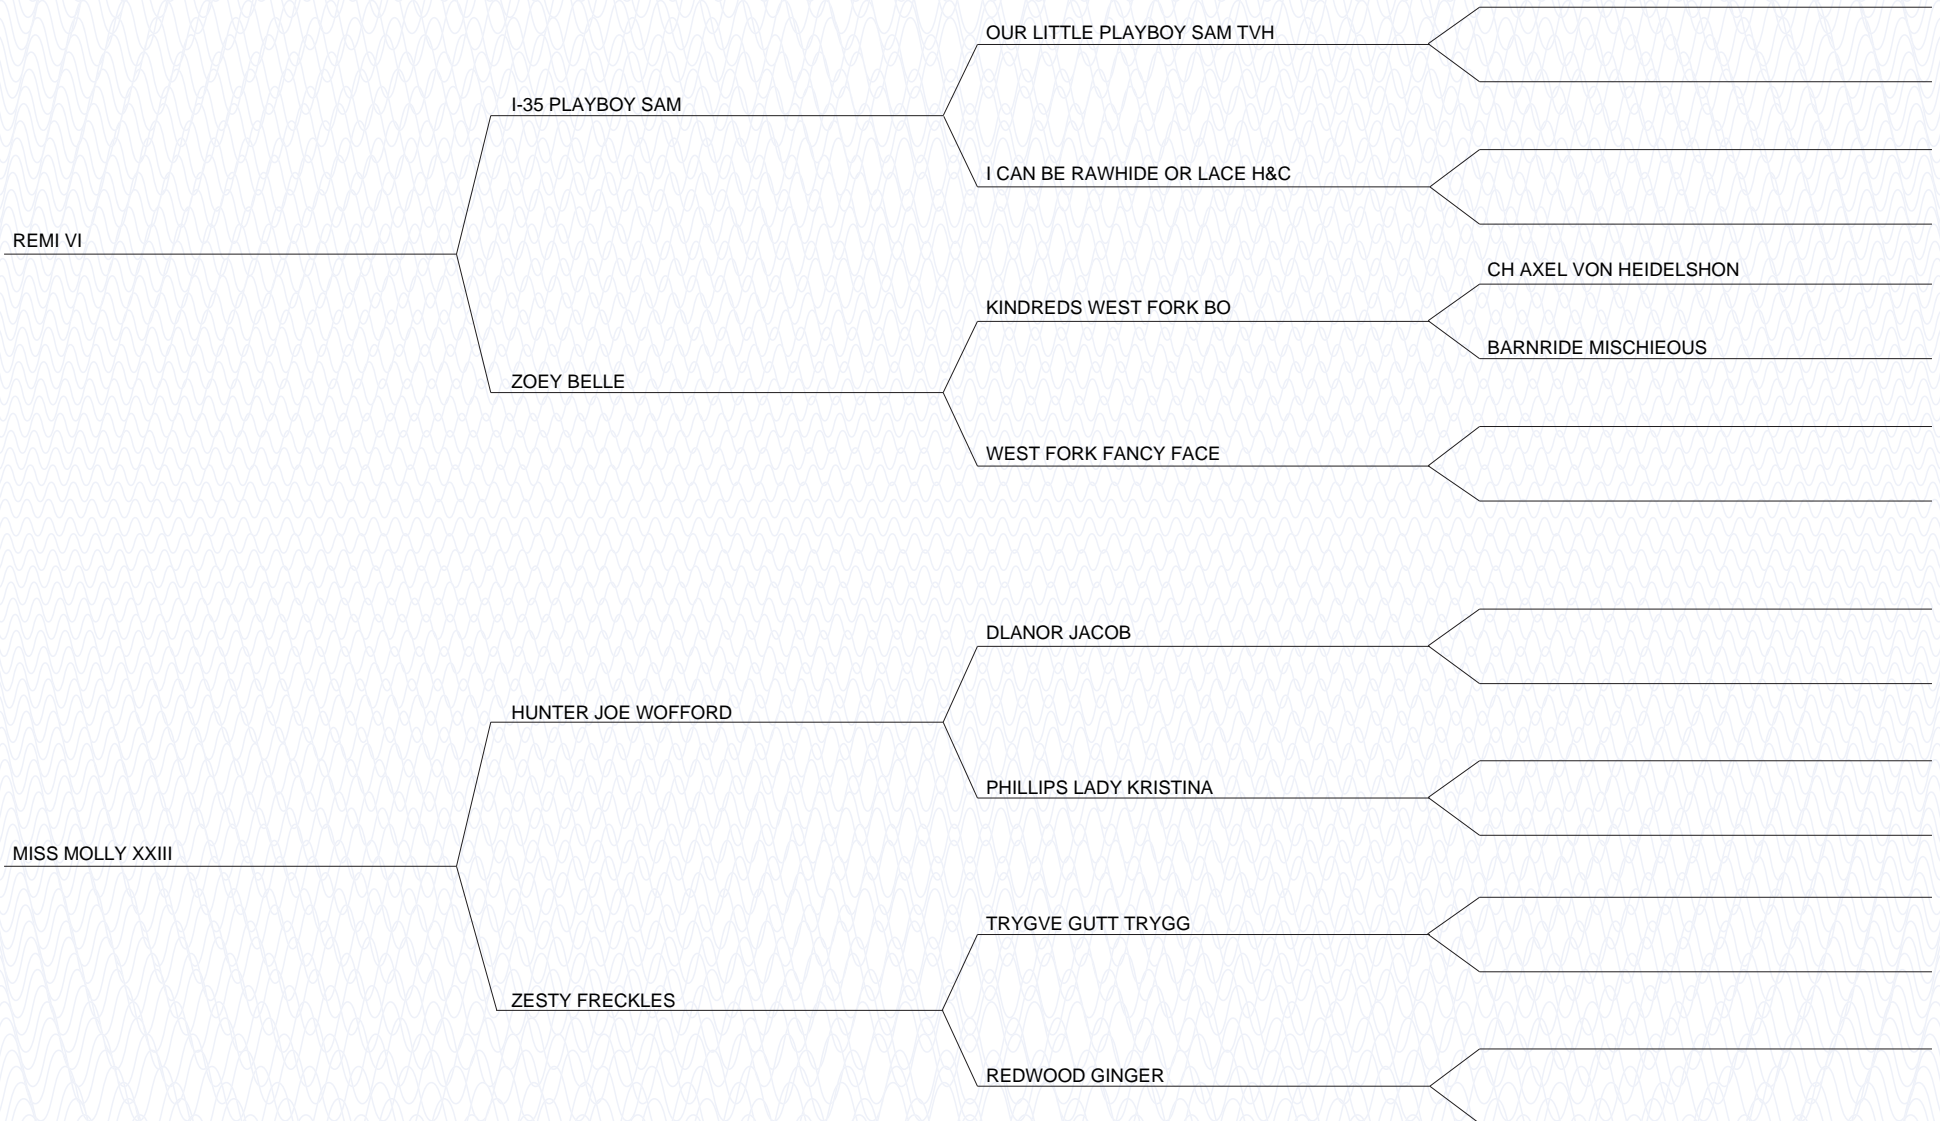 OUR LITTLE PLAYBOY SAM TVH
I-35 PLAYBOY SAM
I CAN BE RAWHIDE OR LACE H&C
REMI VI
CH AXEL VON HEIDELSHON
KINDREDS WEST FORK BO
BARNRIDE MISCHIEOUS
ZOEY BELLE
WEST FORK FANCY FACE
DLANOR JACOB
HUNTER JOE WOFFORD
PHILLIPS LADY KRISTINA
MISS MOLLY XXIII
TRYGVE GUTT TRYGG
ZESTY FRECKLES
REDWOOD GINGER